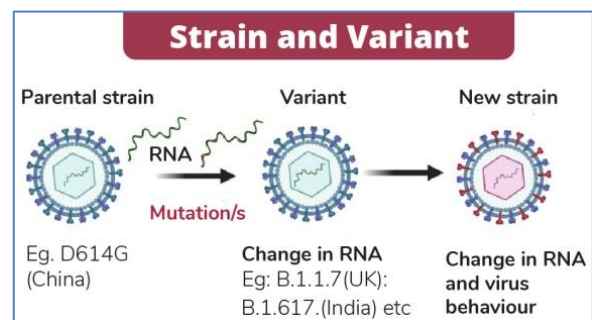 Strain and Variant
Parental strain
Variant
New strain
RNA
Mutation/s
Eg. D614G
(China)
Change in RNA
Eg: B.1.1.7(UK):
B.1.617.(India) etc
Change in RNA
and virus
behaviour